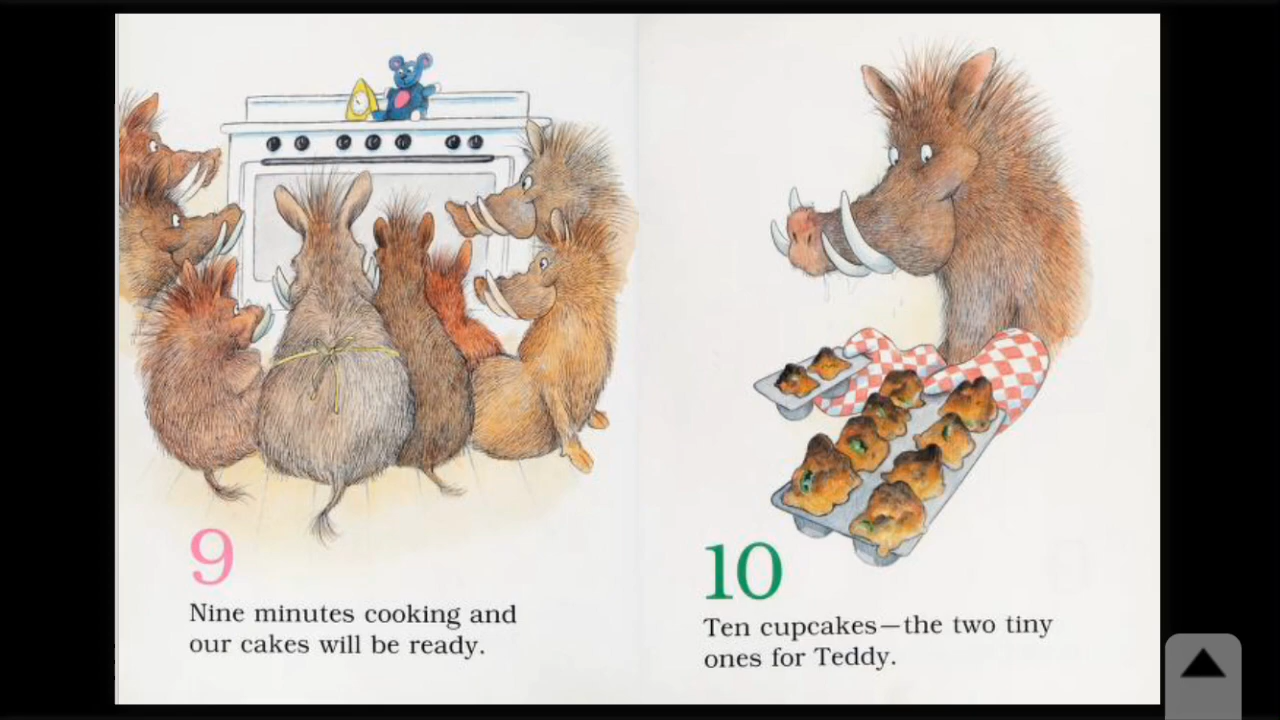 9
Nine minutes cooking and
our cakes will be ready.
10
Ten cupcakes—the two tiny
ones for Teddy.